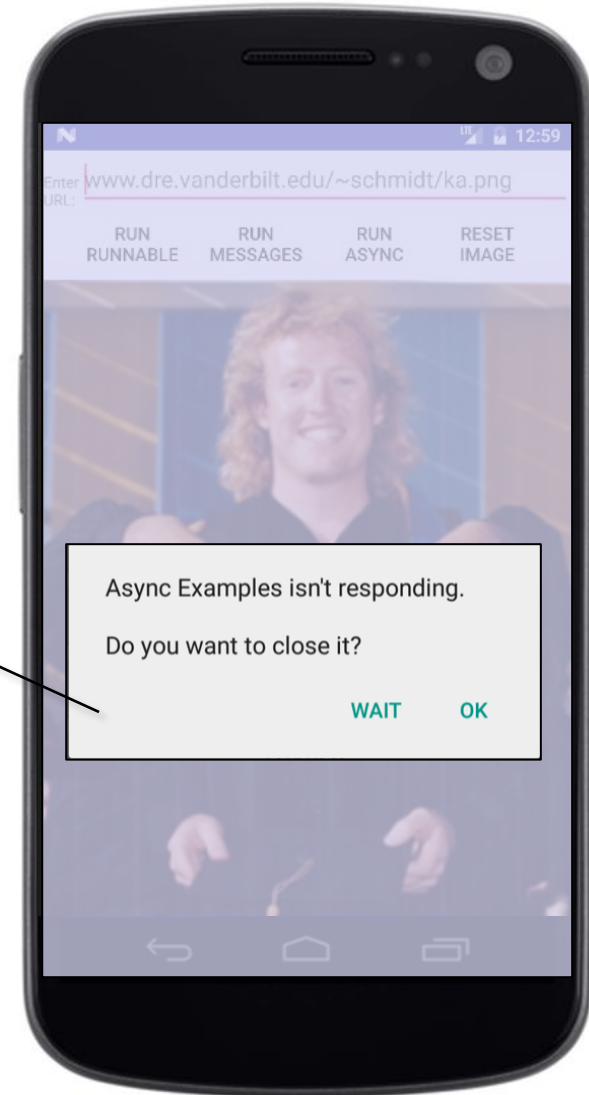 12:59
Enter www.dre.vanderbilt.edu/~schmidt/ka.png
URL:
RUN RUN RUN RESET
RUNNABLE MESSAGES ASYNC IMAGE
Async Examples isn't responding.
Do you want to close it?
WAIT OK